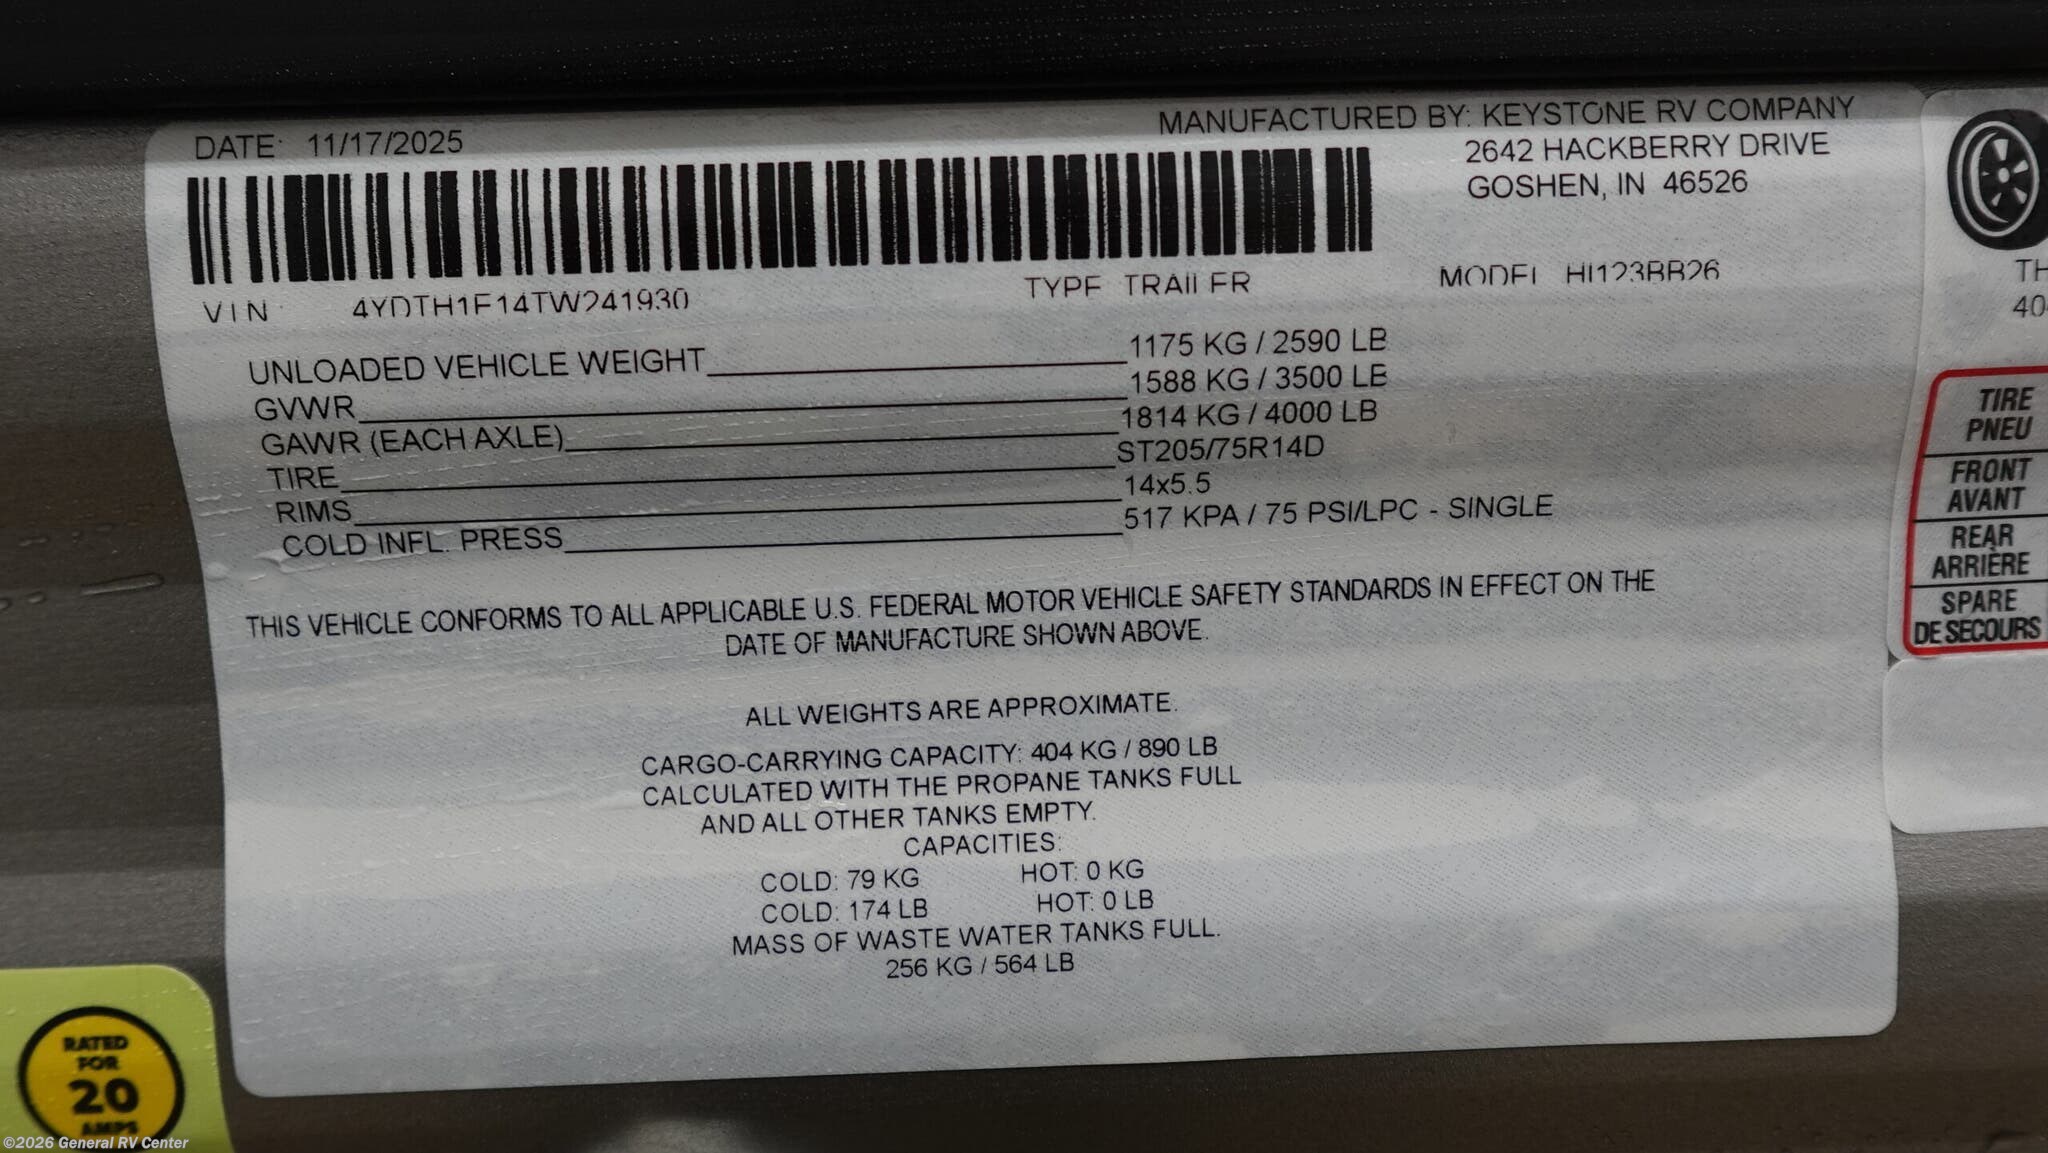 DATE: 11/17/2025
MANUFACTURED BY: KEYSTONE RV COMPANY
2642 HACKBERRY DRIVE
GOSHEN, IN 46526
VIN: TYPE TRAILER MODEL HI123BB26
UNLOADED VEHICLE WEIGHT 1175 KG / 2590 LB
GVWR 1588 KG / 3500 LB
GAWR (EACH AXLE) 1814 KG / 4000 LB
TIRE ST205/75R14D
RIMS 14x5.5
COLD INFL. PRESS 517 KPA / 75 PSI/LPC - SINGLE
THIS VEHICLE CONFORMS TO ALL APPLICABLE U.S. FEDERAL MOTOR VEHICLE SAFETY STANDARDS IN EFFECT ON THE
DATE OF MANUFACTURE SHOWN ABOVE.
ALL WEIGHTS ARE APPROXIMATE.
CARGO-CARRYING CAPACITY: 404 KG / 890 LB
CALCULATED WITH THE PROPANE TANKS FULL
AND ALL OTHER TANKS EMPTY.
CAPACITIES:
COLD: 79 KG HOT: 0 KG
COLD: 174 LB HOT: 0 LB
MASS OF WASTE WATER TANKS FULL.
256 KG / 564 LB
TIRE
PNEU
FRONT
AVANT
REAR
ARRIÈRE
SPARE
DE SECOURS
RATED
FOR
20
AMPS
©2026 General RV Center